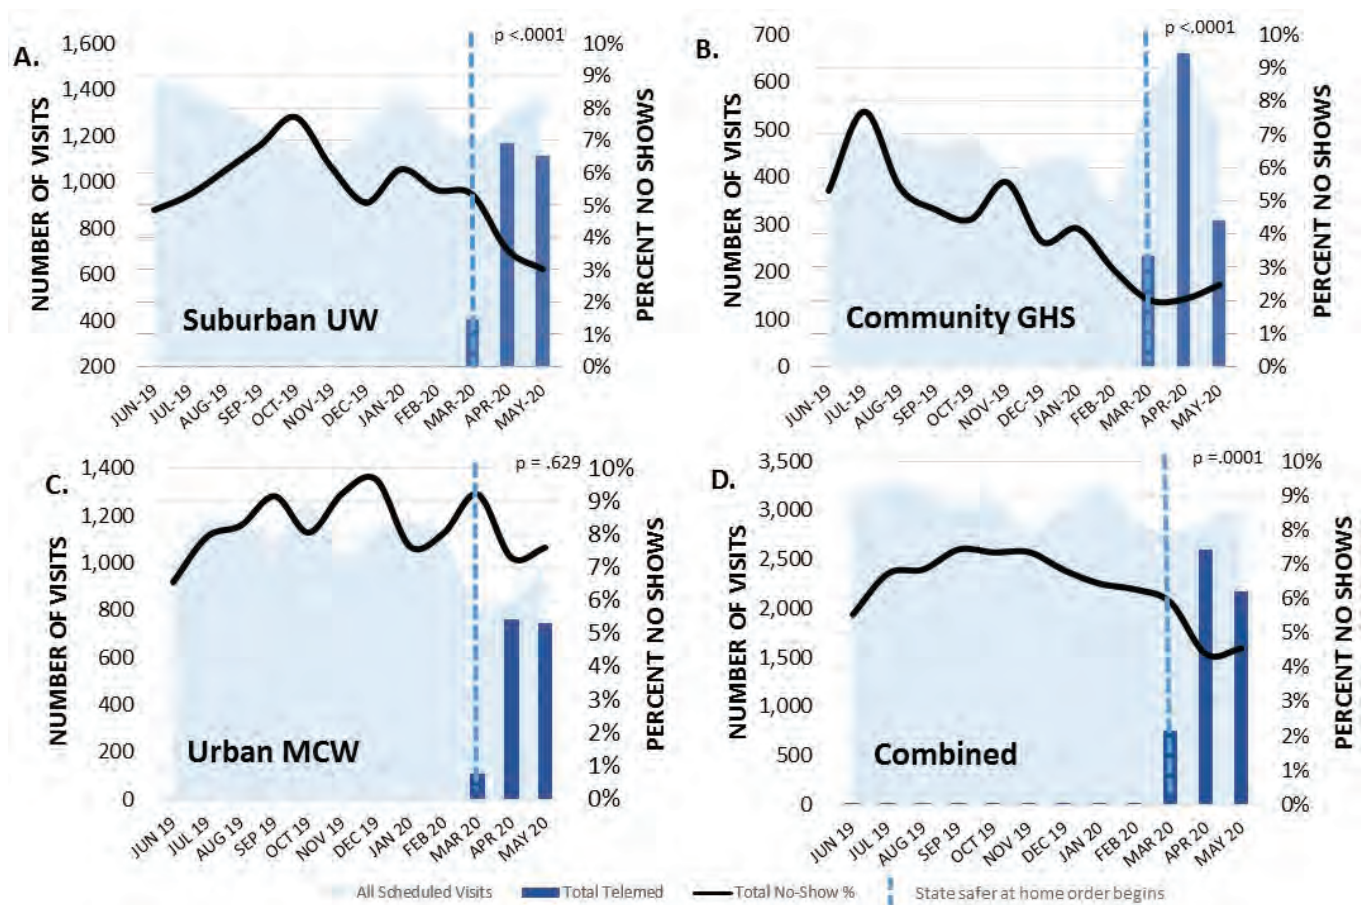 A.
p <.0001
NUMBER OF VISITS
1,600
1,400
1,200
1,000
800
600
400
200
10%
9%
8%
7%
6%
5%
4%
3%
2%
1%
0%
PERCENT NO SHOWS
Suburban UW
JUN-19
JUL-19
AUG-19
SEP-19
OCT-19
NOV-19
DEC-19
JAN-20
FEB-20
MAR-20
APR-20
MAY-20
B.
p <.0001
NUMBER OF VISITS
700
600
500
400
300
200
100
0
10%
9%
8%
7%
6%
5%
4%
3%
2%
1%
0%
PERCENT NO SHOWS
Community GHS
JUN-19
JUL-19
AUG-19
SEP-19
OCT-19
NOV-19
DEC-19
JAN-20
FEB-20
MAR-20
APR-20
MAY-20
C.
p = .629
NUMBER OF VISITS
1,400
1,200
1,000
800
600
400
200
0
10%
9%
8%
7%
6%
5%
4%
3%
2%
1%
0%
PERCENT NO SHOWS
Urban MCW
JUN 19
JUL 19
AUG 19
SEP 19
OCT 19
NOV 19
DEC 19
JAN 20
FEB 20
MAR 20
APR 20
MAY 20
D.
p =.0001
NUMBER OF VISITS
3,500
3,000
2,500
2,000
1,500
1,000
500
0
10%
9%
8%
7%
6%
5%
4%
3%
2%
1%
0%
PERCENT NO SHOWS
Combined
JUN 19
JUL 19
AUG 19
SEP 19
OCT 19
NOV 19
DEC 19
JAN 20
FEB 20
MAR 20
APR 20
MAY 20
All Scheduled Visits
Total Telemed
Total No-Show %
State safer at home order begins